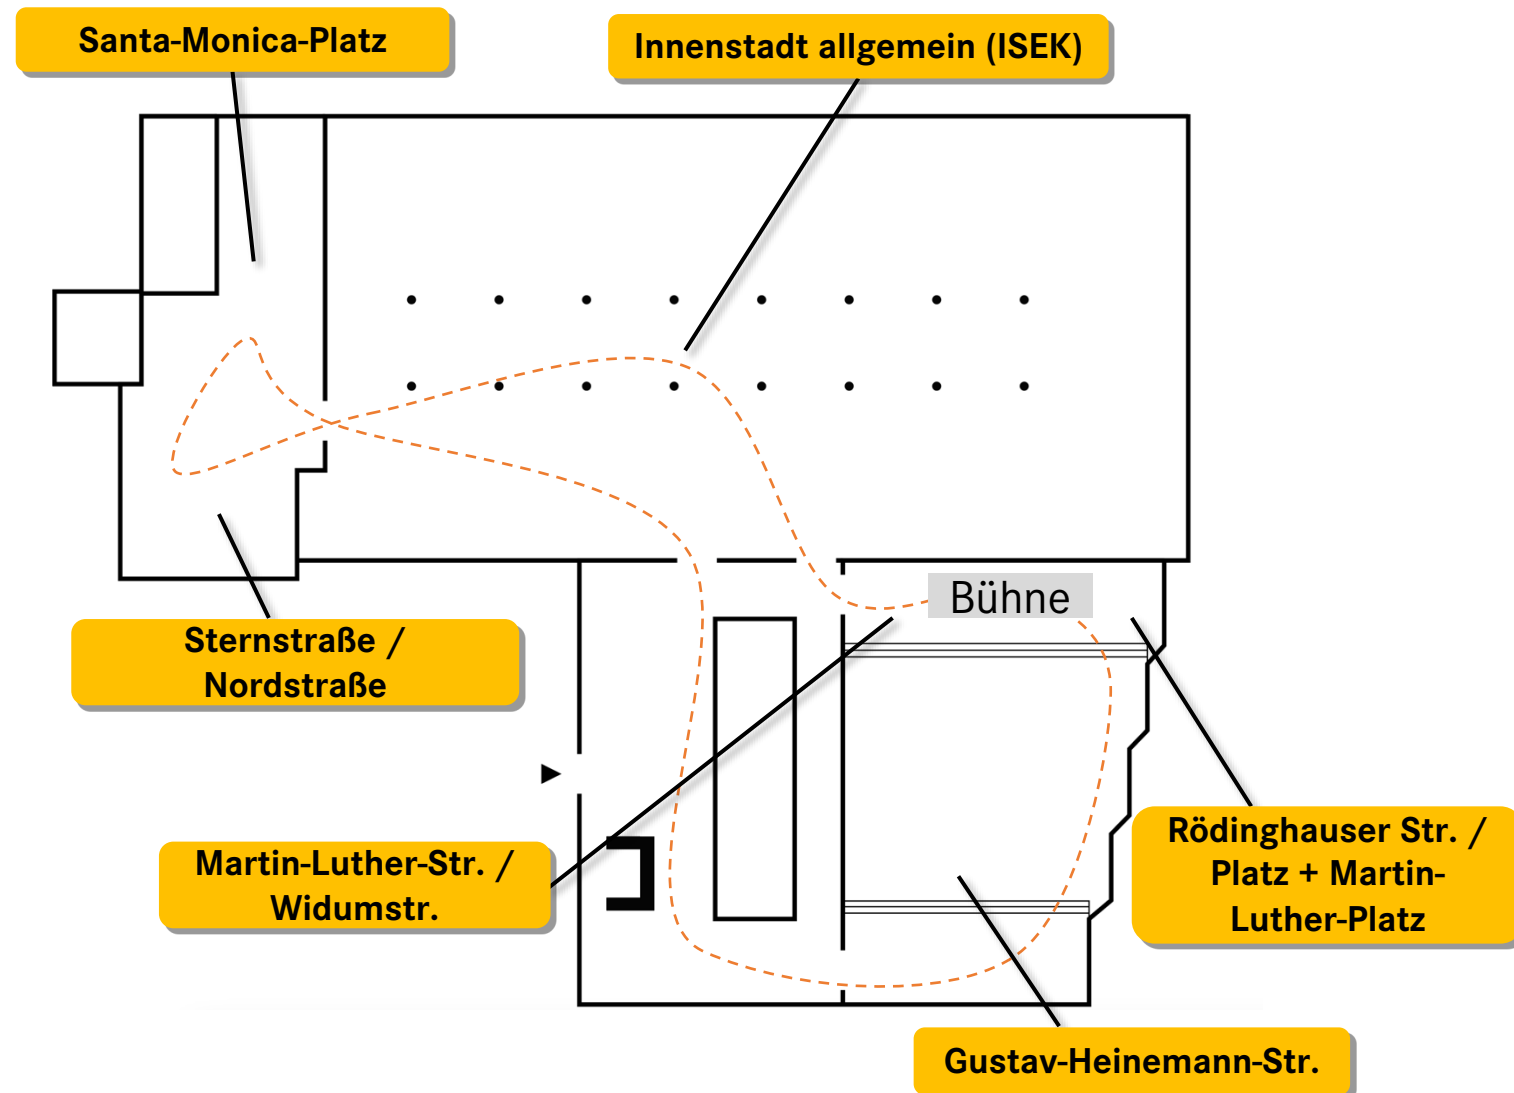 Santa-Monica-Platz
Innenstadt allgemein (ISEK)
Bühne
Sternstraße /
Nordstraße
Martin-Luther-Str. /
Widumstr.
Rödinghauser Str. /
Platz + Martin-
Luther-Platz
Gustav-Heinemann-Str.